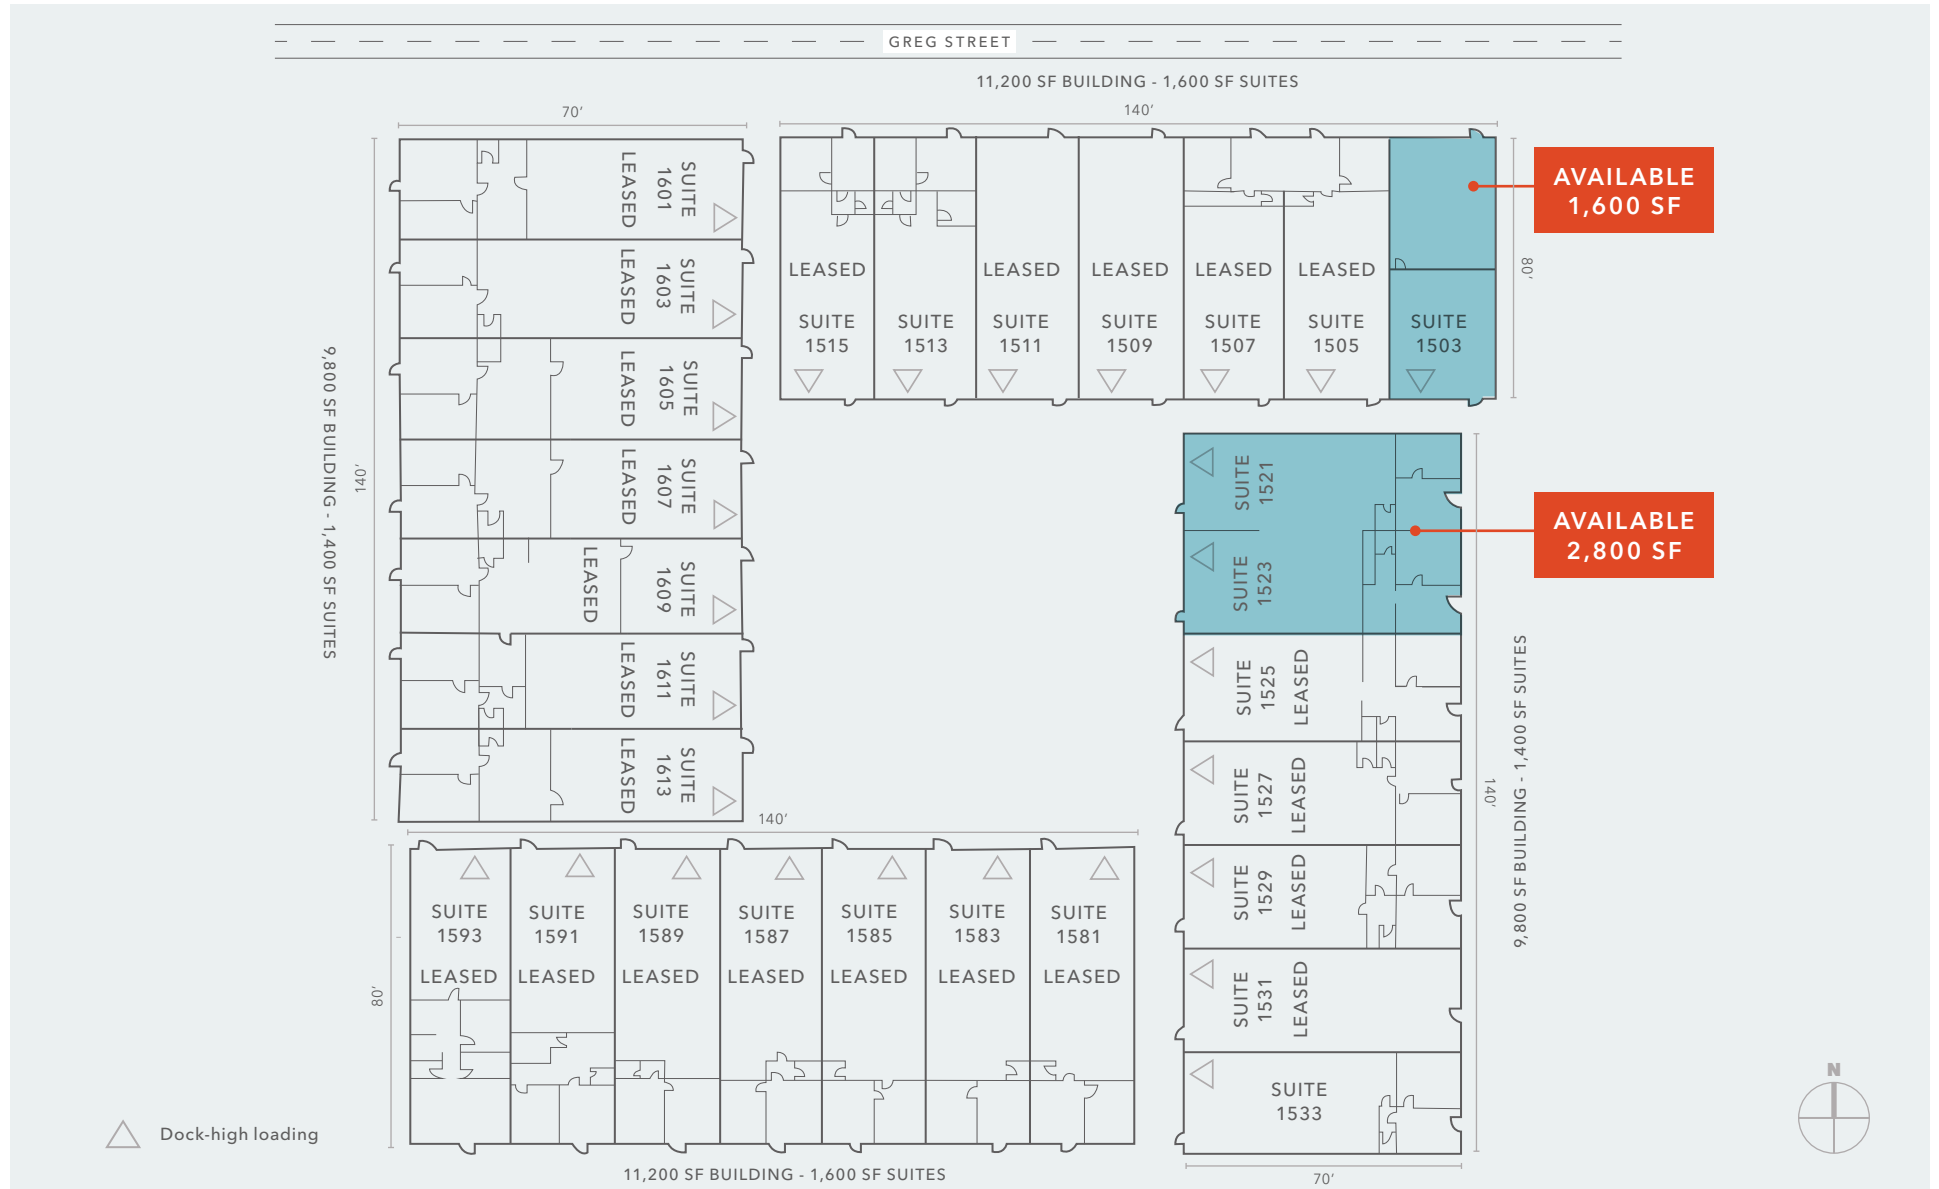 GREG STREET
11,200 SF BUILDING - 1,600 SF SUITES
140'
70'
AVAILABLE
1,600 SF
80'
LEASED
SUITE
1515
SUITE
1513
LEASED
SUITE
1511
LEASED
SUITE
1509
LEASED
SUITE
1507
LEASED
SUITE
1505
SUITE
1503
SUITE
1601
LEASED
SUITE
1603
LEASED
SUITE
1605
LEASED
SUITE
1607
LEASED
SUITE
1609
LEASED
SUITE
1611
LEASED
SUITE
1613
LEASED
140'
9,800 SF BUILDING - 1,400 SF SUITES
AVAILABLE
2,800 SF
SUITE
1521
SUITE
1523
SUITE
1525
LEASED
SUITE
1527
LEASED
SUITE
1529
LEASED
SUITE
1531
LEASED
SUITE
1533
140'
9,800 SF BUILDING - 1,400 SF SUITES
70'
140'
80'
SUITE
1593
LEASED
SUITE
1591
LEASED
SUITE
1589
LEASED
SUITE
1587
LEASED
SUITE
1585
LEASED
SUITE
1583
LEASED
SUITE
1581
LEASED
11,200 SF BUILDING - 1,600 SF SUITES
Dock-high loading
N